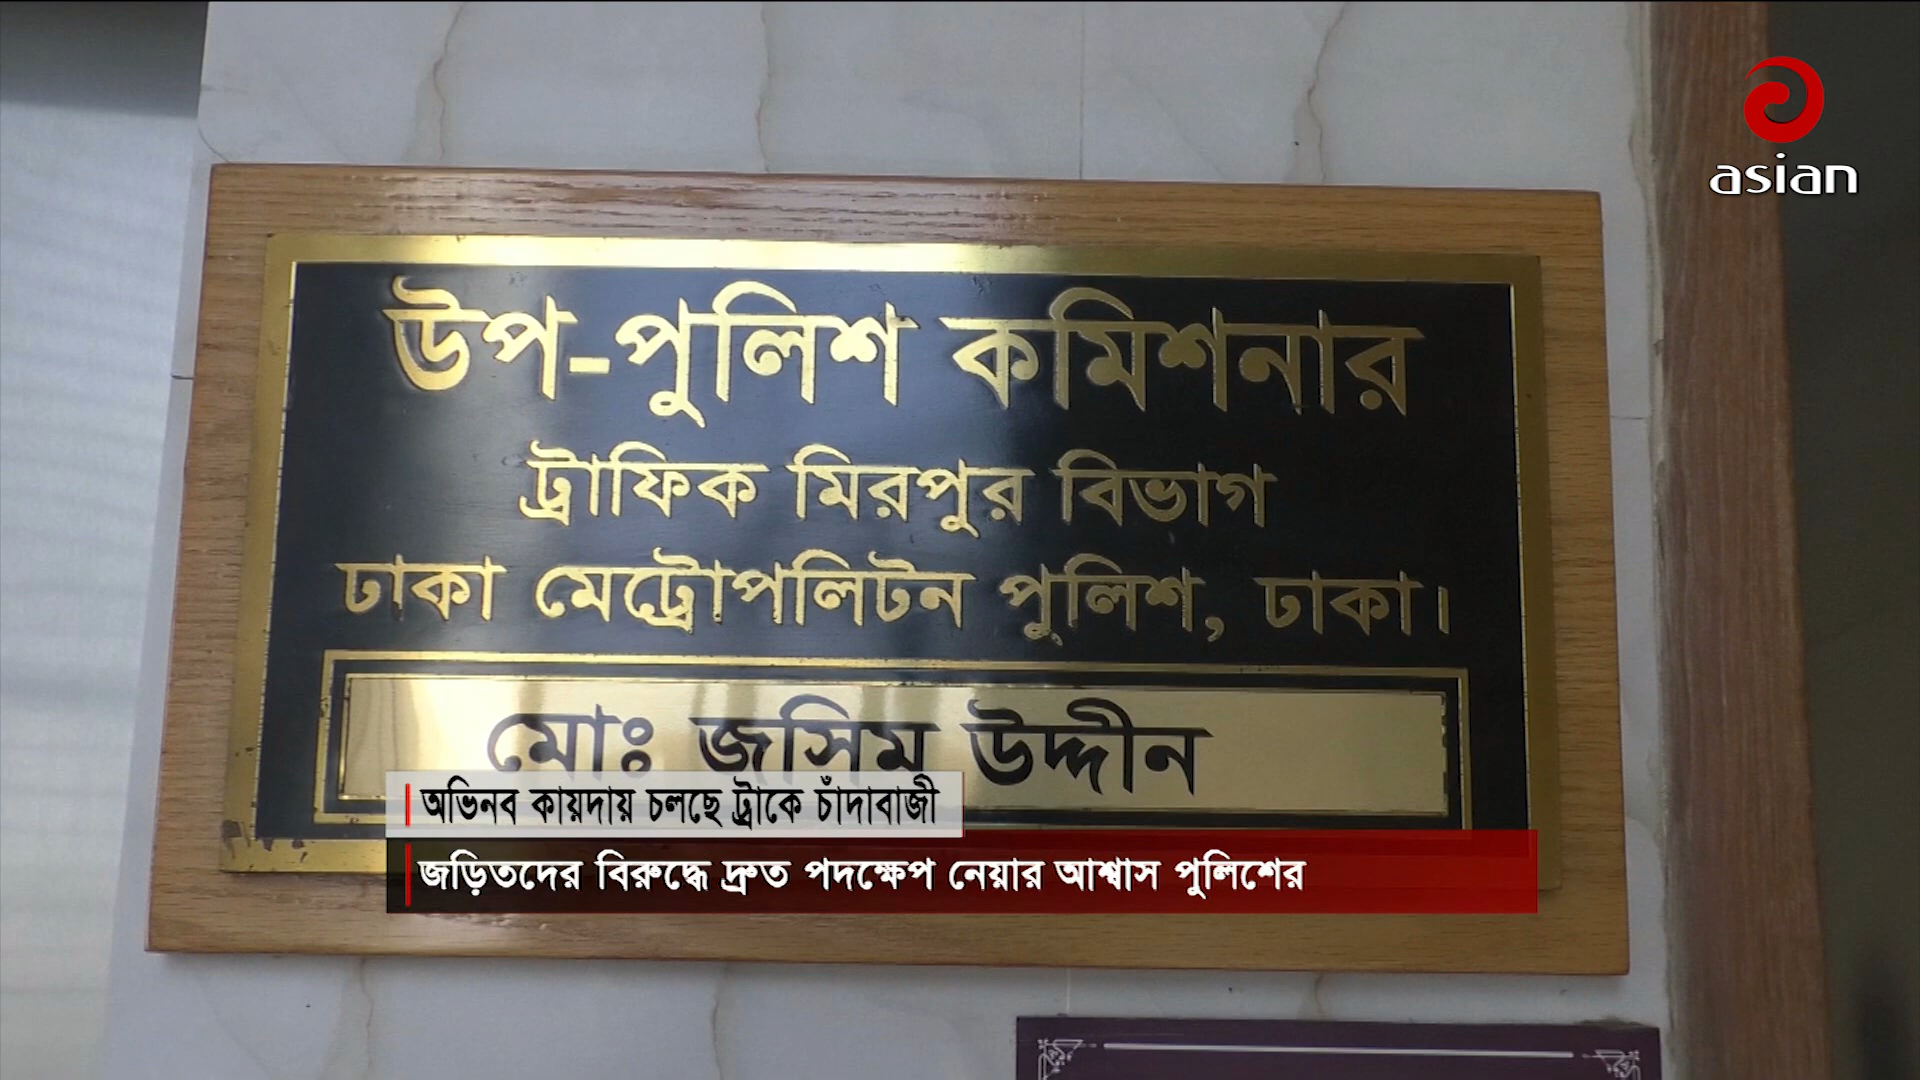 asian
উপ-পুলিশ কমিশনার
ট্রাফিক মিরপুর বিভাগ
ঢাকা মেট্রোপলিটন পুলিশ, ঢাকা।
মোঃ জসিম উদ্দীন
অভিনব কায়দায় চলছে ট্রাকে চাঁদাবাজী
জড়িতদের বিরুদ্ধে দ্রুত পদক্ষেপ নেয়ার আশ্বাস পুলিশের